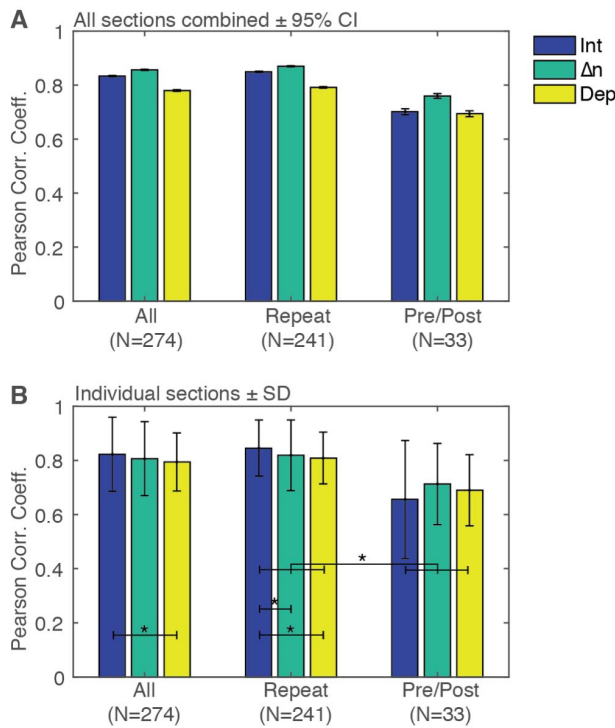 A All sections combined ± 95% CI
Int
Δn
Dep
Pearson Corr. Coeff.
1
0.8
0.6
0.4
0.2
0
All Repeat Pre/Post
(N=274) (N=241) (N=33)
B Individual sections ± SD
Pearson Corr. Coeff.
1
0.8
0.6
0.4
0.2
0
*
*
* *
All Repeat Pre/Post
(N=274) (N=241) (N=33)